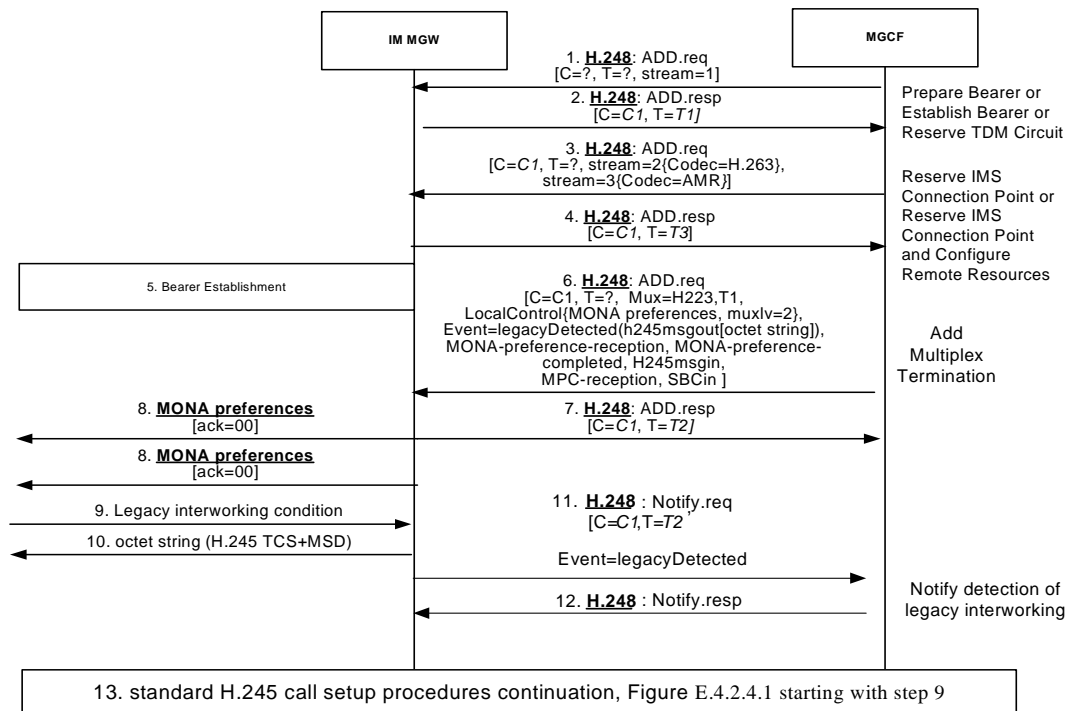 IM MGW
MGCF
1. H.248: ADD.req
[C=?, T=?, stream=1]
2. H.248: ADD.resp
[C=C1, T=T1]
Prepare Bearer or
Establish Bearer or
Reserve TDM Circuit
3. H.248: ADD.req
[C=C1, T=?, stream=2{Codec=H.263},
stream=3{Codec=AMR}]
4. H.248: ADD.resp
[C=C1, T=T3]
Reserve IMS
Connection Point or
Reserve IMS
Connection Point
and Configure
Remote Resources
5. Bearer Establishment
6. H.248: ADD.req
[C=C1, T=?, Mux=H223,T1,
LocalControl{MONA preferences, muxlv=2},
Event=legacyDetected(h245msgout[octet string]),
MONA-preference-reception, MONA-preference-
completed, H245msgin,
MPC-reception, SBCin ]
Add
Multiplex
Termination
8. MONA preferences
[ack=00]
7. H.248: ADD.resp
[C=C1, T=T2]
8. MONA preferences
[ack=00]
9. Legacy interworking condition
10. octet string (H.245 TCS+MSD)
11. H.248 : Notify.req
[C=C1,T=T2 ,
Event=legacyDetected
12. H.248 : Notify.resp
Notify detection of
legacy interworking
13. standard H.245 call setup procedures continuation, Figure E.4.2.4.1 starting with step 9